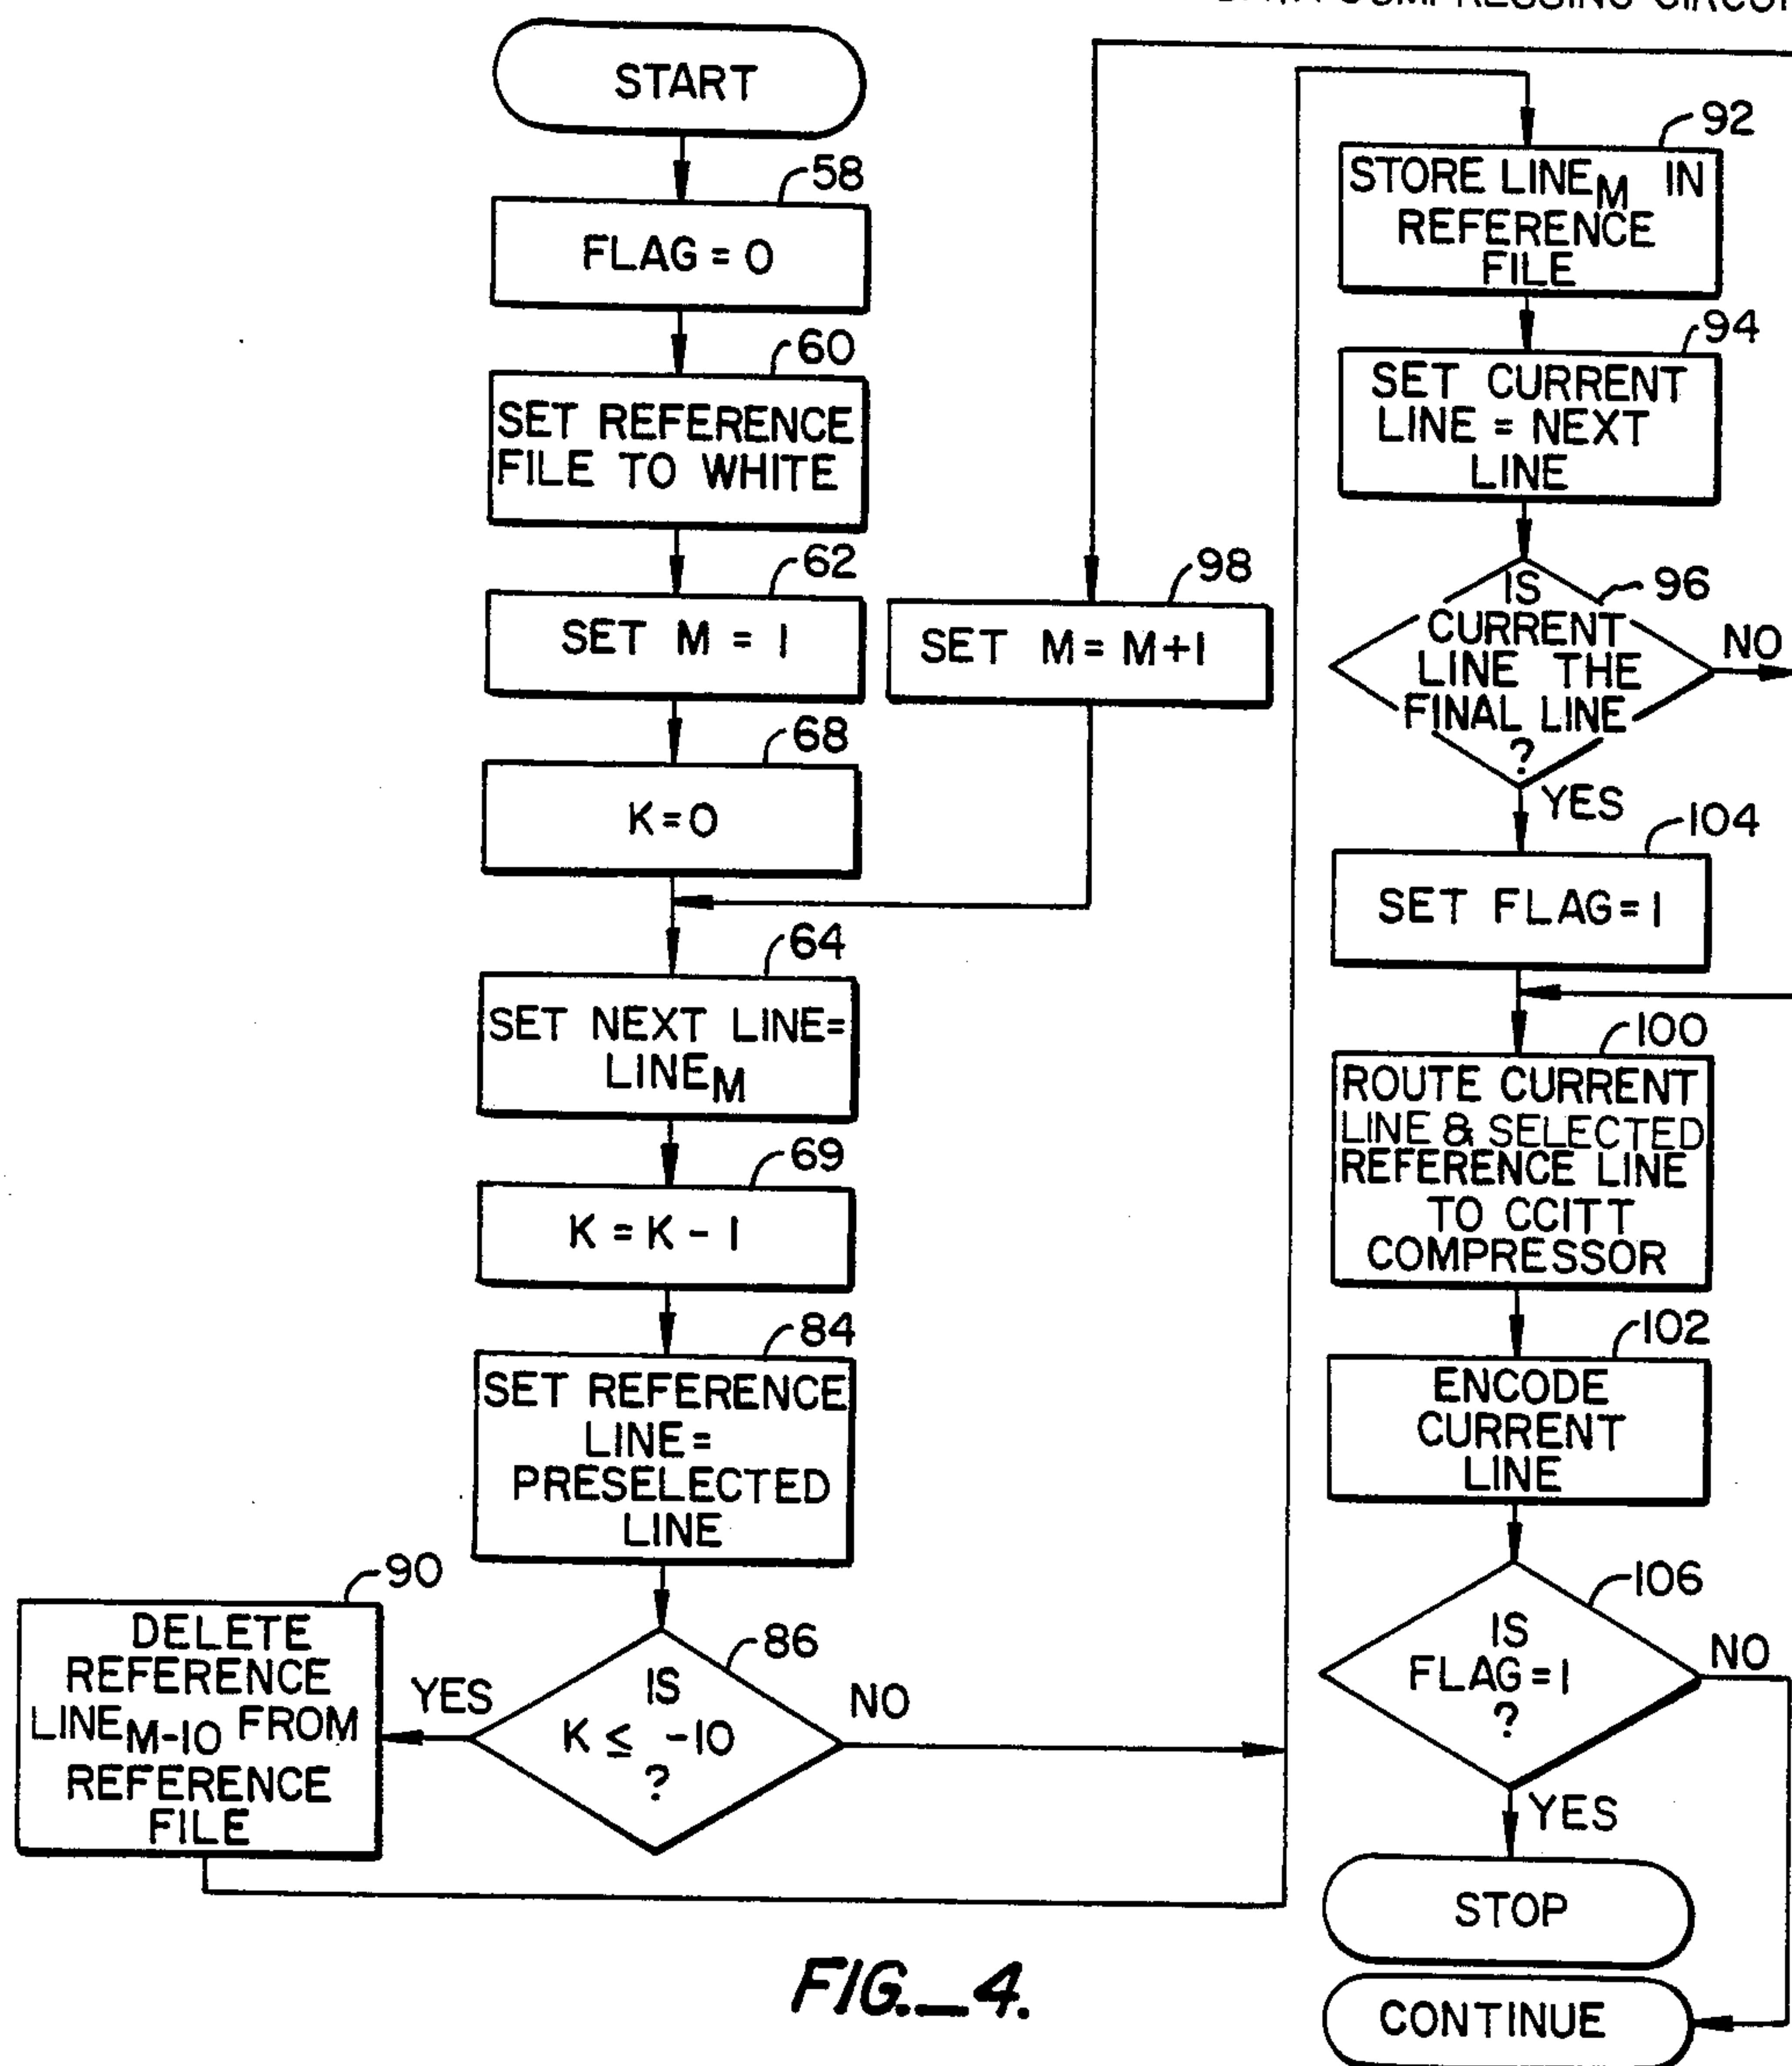 COMPRESSING
START
58
FLAG = 0
60
SET REFERENCE
FILE TO WHITE
62
SET M = 1
68
K = 0
98
SET M = M+1
64
SET NEXT LINE =
LINE_M
69
K = K - 1
84
SET REFERENCE
LINE =
PRESELECTED
LINE
86
IS
K ≤ -10
?
YES
NO
90
DELETE
REFERENCE
LINE_M-10 FROM
REFERENCE
FILE
92
STORE LINE_M IN
REFERENCE
FILE
94
SET CURRENT
LINE = NEXT
LINE
96
IS
CURRENT
LINE THE
FINAL LINE
?
NO
YES
104
SET FLAG = 1
100
ROUTE CURRENT
LINE & SELECTED
REFERENCE LINE
TO CCITT
COMPRESSOR
102
ENCODE
CURRENT
LINE
106
IS
FLAG = 1
?
NO
YES
STOP
CONTINUE
FIG._4.